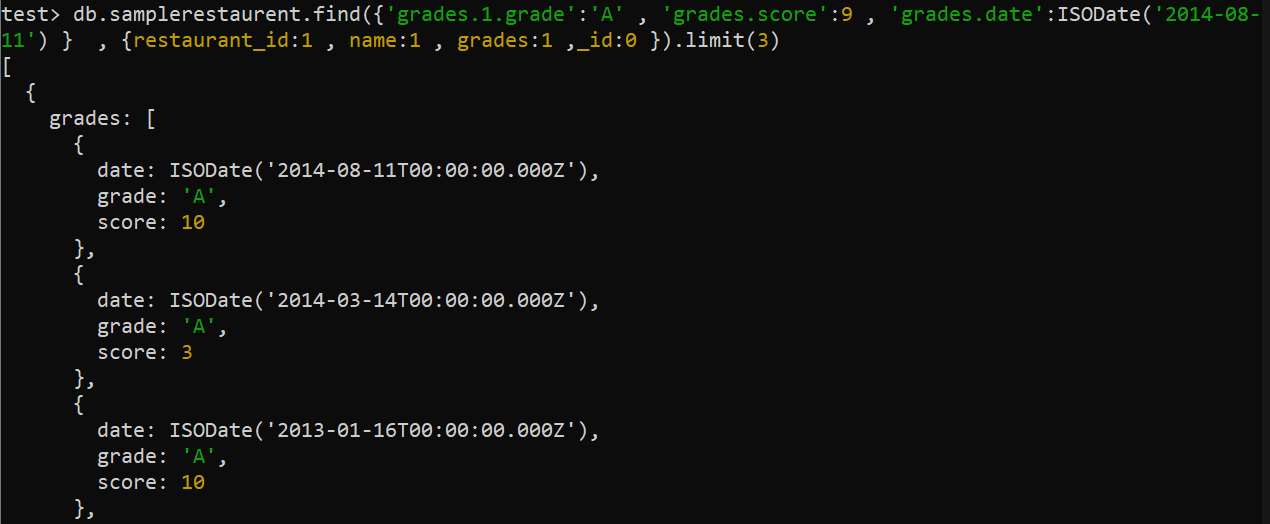 test> db.samplerestaurent.find({'grades.1.grade':'A' , 'grades.score':9 , 'grades.date':ISODate('2014-08-
11') }  , {restaurant_id:1 , name:1 , grades:1 ,_id:0 }).limit(3)
[
  {
    grades: [
      {
        date: ISODate('2014-08-11T00:00:00.000Z'),
        grade: 'A',
        score: 10
      },
      {
        date: ISODate('2014-03-14T00:00:00.000Z'),
        grade: 'A',
        score: 3
      },
      {
        date: ISODate('2013-01-16T00:00:00.000Z'),
        grade: 'A',
        score: 10
      },